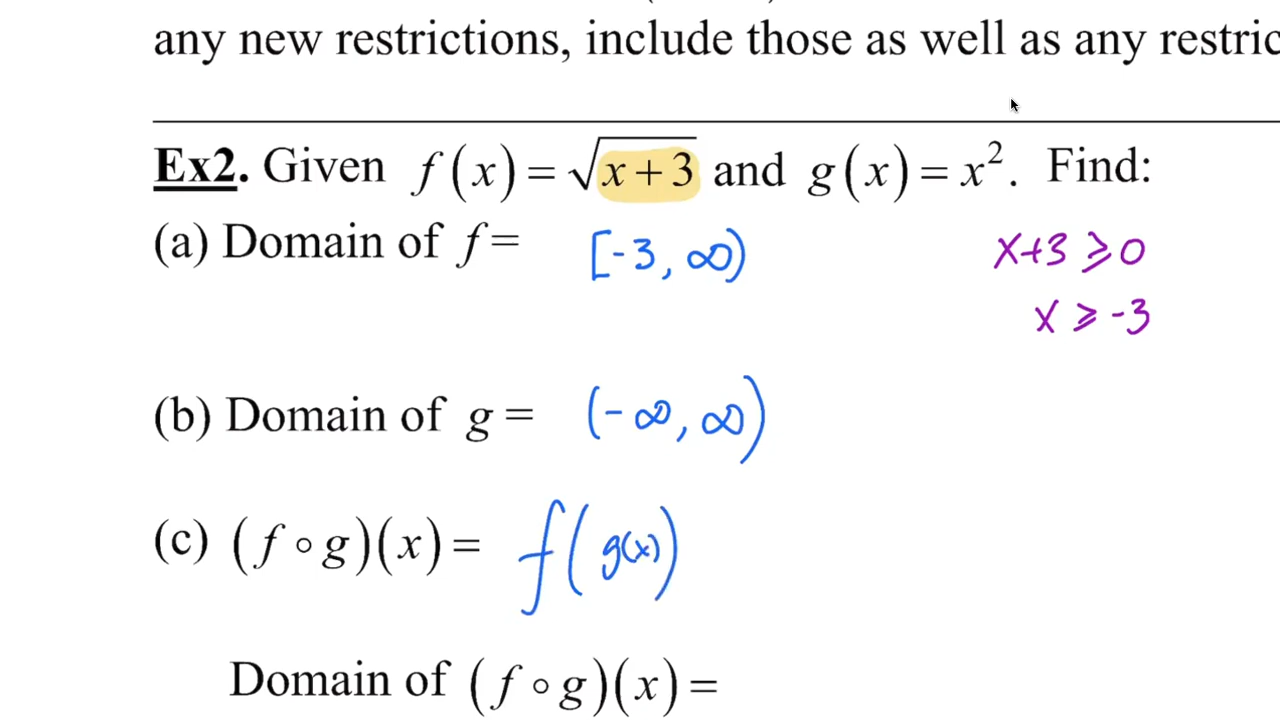 any new restrictions, include those as well as any restric
Ex2. Given f(x) = √x+3 and g(x) = x². Find:
(a) Domain of f = [-3, ∞) x+3 ⩾ 0
x ⩾ -3
(b) Domain of g = (-∞, ∞)
(c) (f∘g)(x) = f(g(x))
Domain of (f∘g)(x) =